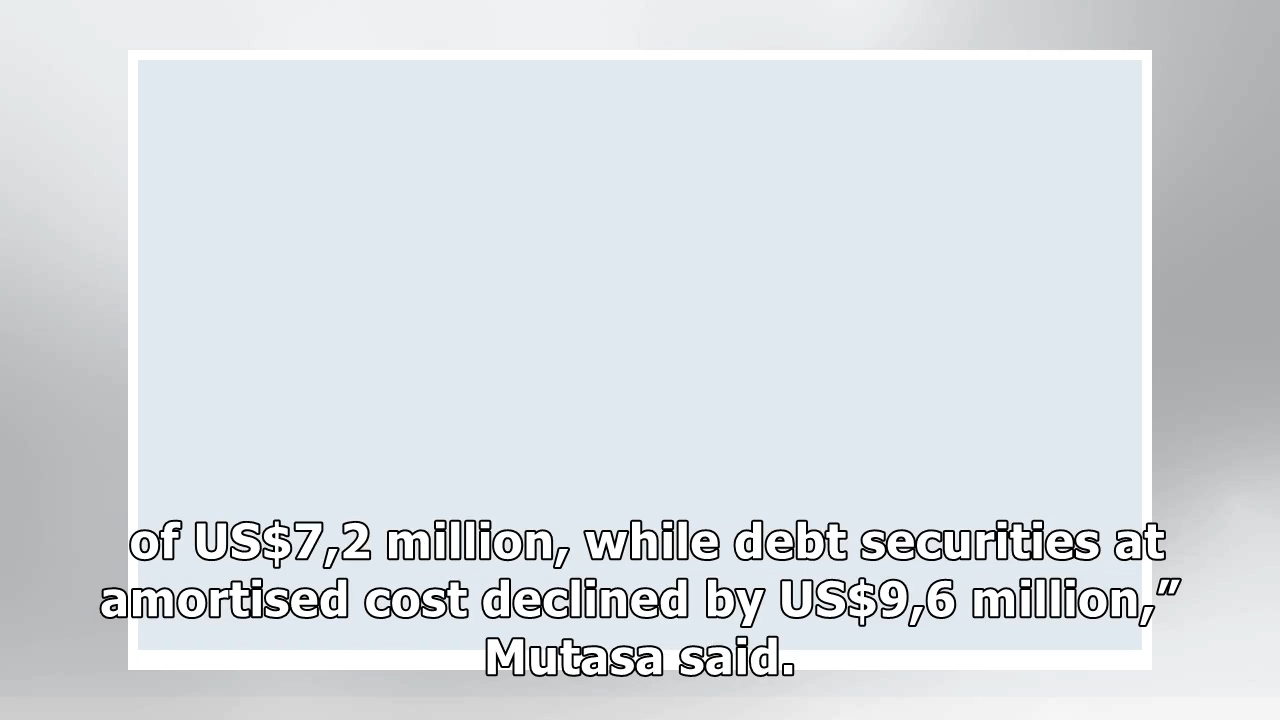 of US$7,2 million, while debt securities at
amortised cost declined by US$9,6 million,”
Mutasa said.